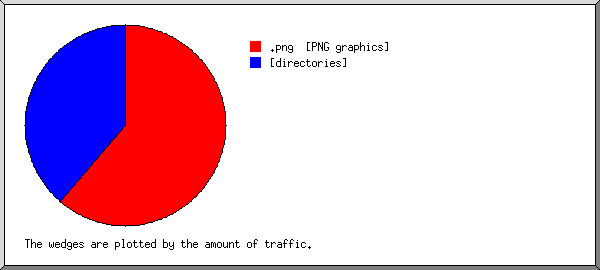 .png  [PNG graphics]
[directories]
The wedges are plotted by the amount of traffic.